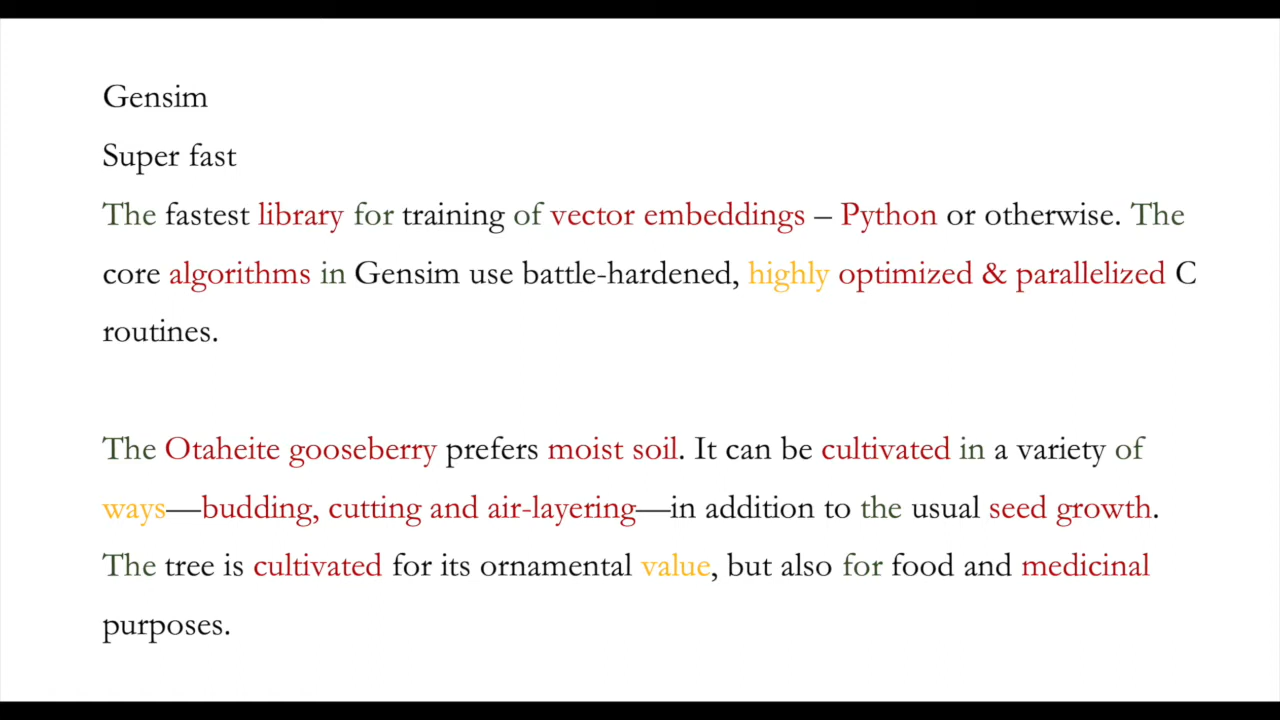 Gensim
Super fast
The fastest library for training of vector embeddings – Python or otherwise. The
core algorithms in Gensim use battle-hardened, highly optimized & parallelized C
routines.
The Otaheite gooseberry prefers moist soil. It can be cultivated in a variety of
ways—budding, cutting and air-layering—in addition to the usual seed growth.
The tree is cultivated for its ornamental value, but also for food and medicinal
purposes.